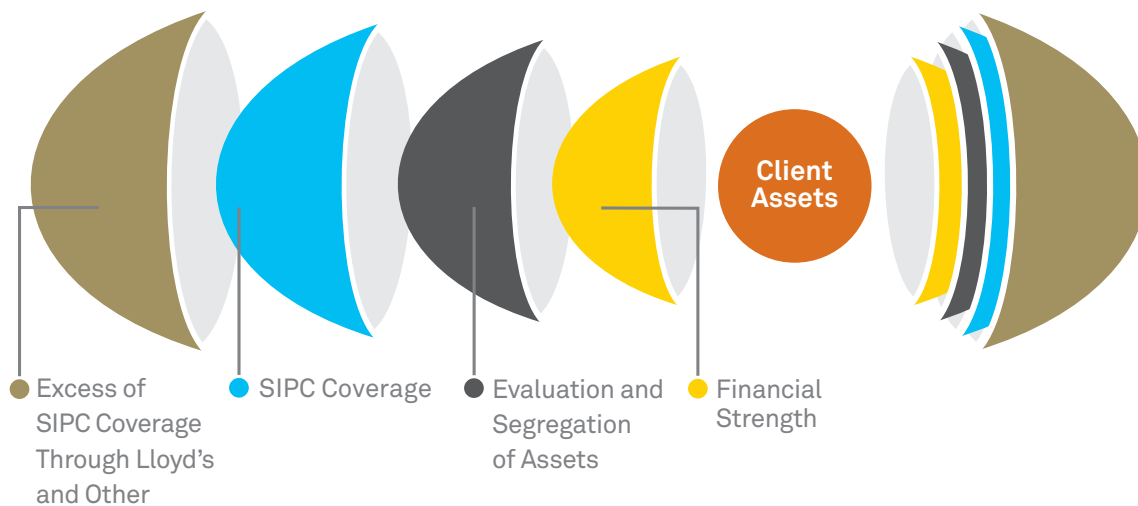 Client
Assets
Excess of
SIPC Coverage
Through Lloyd's
and Other
SIPC Coverage
Evaluation and
Segregation
of Assets
Financial
Strength